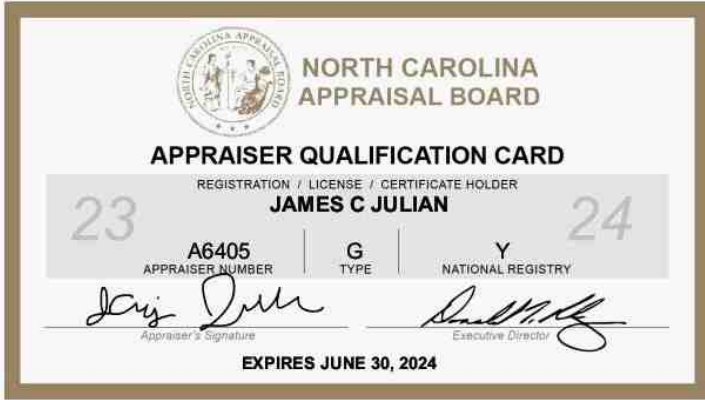 NORTH CAROLINA APPRAISAL BOARD
NORTH CAROLINA
APPRAISAL BOARD
APPRAISER QUALIFICATION CARD
REGISTRATION / LICENSE / CERTIFICATE HOLDER
JAMES C JULIAN
23 24
A6405 G Y
APPRAISER NUMBER TYPE NATIONAL REGISTRY
Appraiser's Signature Executive Director
EXPIRES JUNE 30, 2024